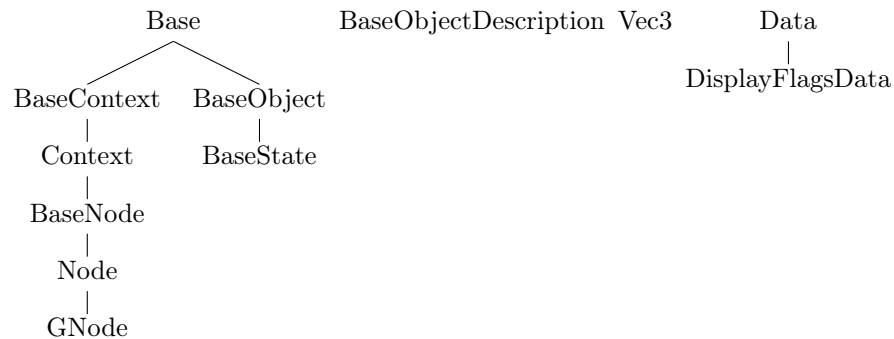 Base BaseObjectDescription Vec3 Data
BaseContext BaseObject DisplayFlagsData
Context BaseState
BaseNode
Node
GNode